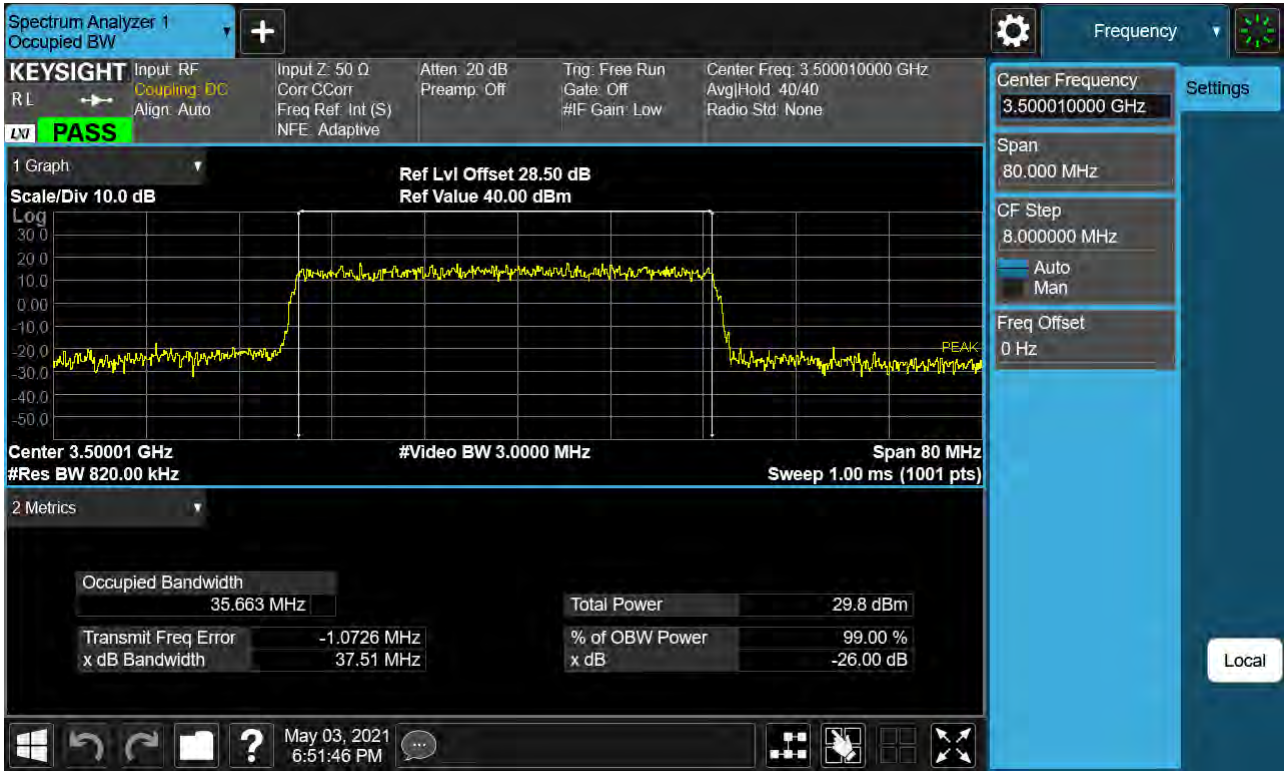 Spectrum Analyzer 1
Occupied BW
Frequency
KEYSIGHT
RL
LXI
PASS
Input: RF
Coupling: DC
Align: Auto
Input Z: 50 Ω
Corr CCorr
Freq Ref: Int (S)
NFE: Adaptive
Atten: 20 dB
Preamp: Off
Trig: Free Run
Gate: Off
#IF Gain: Low
Center Freq: 3.500010000 GHz
Avg|Hold: 40/40
Radio Std: None
Center Frequency
3.500010000 GHz
Settings
Span
80.000 MHz
CF Step
8.000000 MHz
Auto
Man
Freq Offset
0 Hz
1 Graph
Scale/Div 10.0 dB
Ref Lvl Offset 28.50 dB
Ref Value 40.00 dBm
Log
30.0
20.0
10.0
0.00
-10.0
-20.0
-30.0
-40.0
-50.0
PEAK
Center 3.50001 GHz
#Video BW 3.0000 MHz
Span 80 MHz
#Res BW 820.00 kHz
Sweep 1.00 ms (1001 pts)
2 Metrics
Occupied Bandwidth
35.663 MHz
Total Power 29.8 dBm
Transmit Freq Error -1.0726 MHz
% of OBW Power 99.00 %
x dB Bandwidth 37.51 MHz
x dB -26.00 dB
Local
?
May 03, 2021
6:51:46 PM